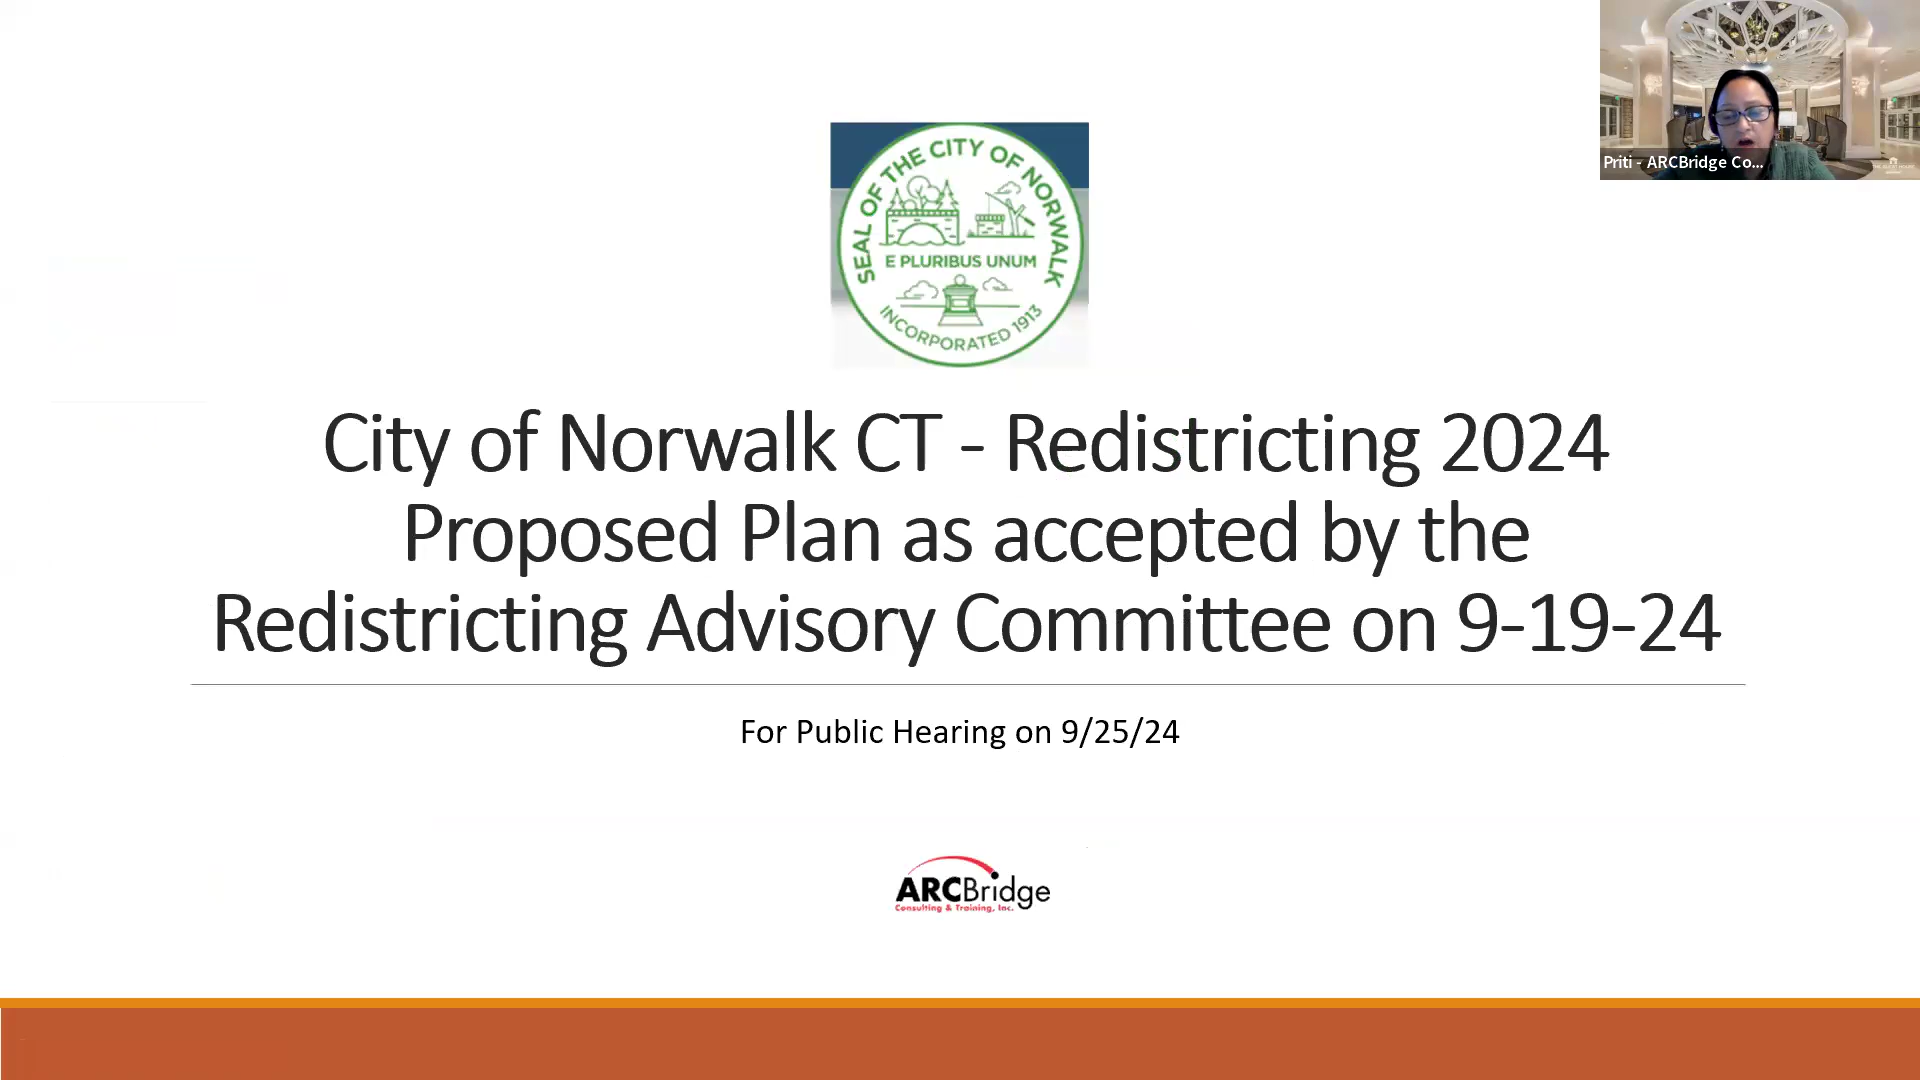 SEAL OF THE CITY OF NORWALK
E PLURIBUS UNUM
INCORPORATED 1913
Priti - ARCBridge Co...
City of Norwalk CT - Redistricting 2024
Proposed Plan as accepted by the
Redistricting Advisory Committee on 9-19-24
For Public Hearing on 9/25/24
ARCBridge
Consulting & Training, Inc.